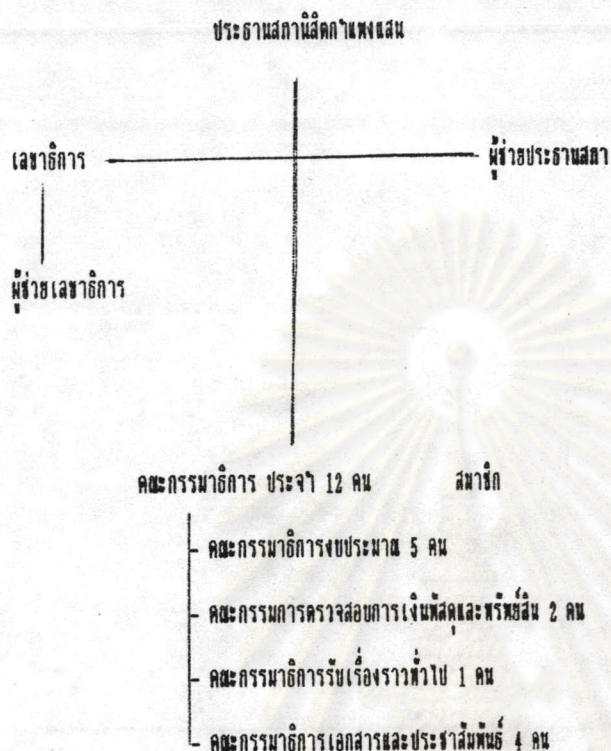 ประธานสภานิสิตกำแพงแสน
เลขาธิการ ผู้ช่วยประธานสภา
ผู้ช่วยเลขาธิการ
คณะกรรมาธิการ ประจำ 12 คน สมาชิก
- คณะกรรมาธิการงบประมาณ 5 คน
- คณะกรรมการตรวจสอบการเงินพัสดุและทรัพย์สิน 2 คน
- คณะกรรมาธิการรับเรื่องราวทั่วไป 1 คน
- คณะกรรมาธิการเอกสารและประชาสัมพันธ์ 4 คน